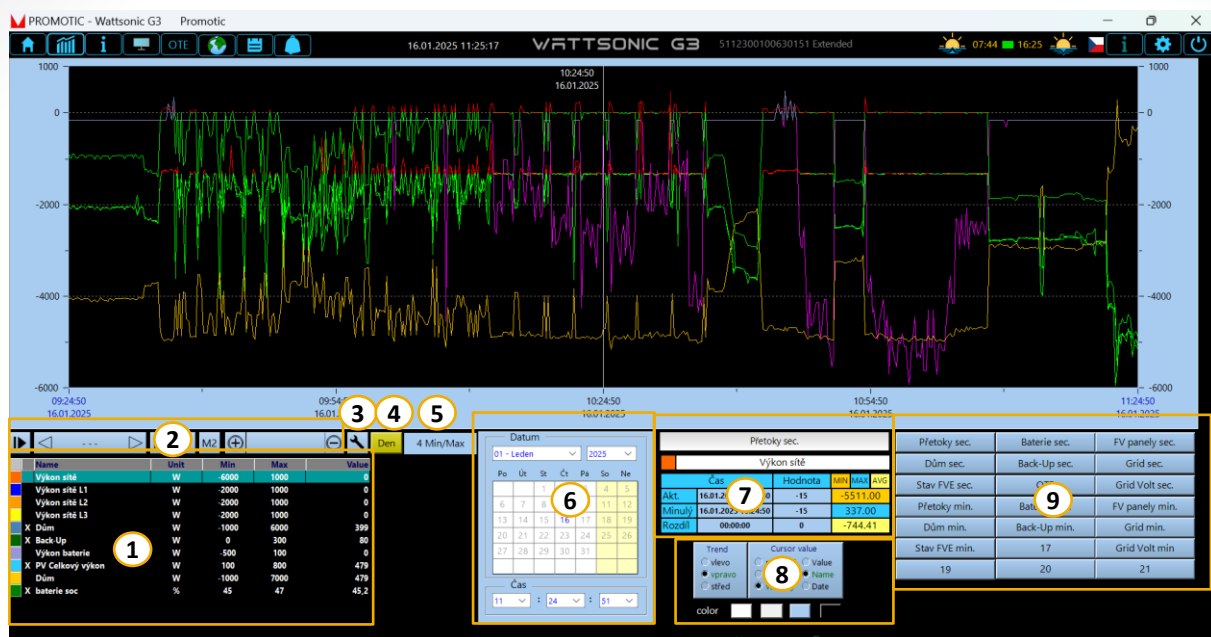 PROMOTIC - Wattsonic G3 Promotic
OTE 16.01.2025 11:25:17 WATTSONIC G3 5112300100630151 Extended 07:44 16:25
1000 1000
10:24:50
16.01.2025
0 0
-2000 -2000
-4000 -4000
-6000 -6000
09:24:50 09:54: 10:24:50 10:54:50 11:24:50
16.01.2025 16.01. 16.01.2025 16.01.2025 16.01.2025
3 4 5
--- 2 M2 Den 4 Min/Max
Name Unit Min Max Value
Výkon sítě W -6000 1000 0
Výkon sítě L1 W -2000 1000 0
Výkon sítě L2 W -2000 1000 0
Výkon sítě L3 W -2000 1000 0
X Dům W -1000 6000 399
X Back-Up W 0 300 80
Výkon baterie W -500 100 0
X PV Celkový výkon W 100 800 479
Dům W -1000 7000 479
X baterie soc % 45 47 45,2
1
Datum
01 - Leden 2025
Po Út St Čt Pá So Ne
1 4 5
6 7 8 11 12
13 14 15 16 17 18 19
20 21 22 23 24 25 26
27 28 29 30 31
6
Čas
11 : 24 : 51
Přetoky sec.
Výkon sítě
Čas Hodnota MIN MAX AVG
Akt. -15 -5511.00
Minulý -15 337.00
Rozdíl 00:00:00 0 -744.41
7
Trend Cursor value
vlevo Value
vpravo Name
střed Date
8
color
Přetoky sec. Baterie sec. FV panely sec.
Dům sec. Back-Up sec. Grid sec.
Stav FVE sec. Grid Volt sec.
Přetoky min. FV panely min.
Dům min. Back-Up min. Grid min.
Stav FVE min. 17 Grid Volt min
19 20 21
9